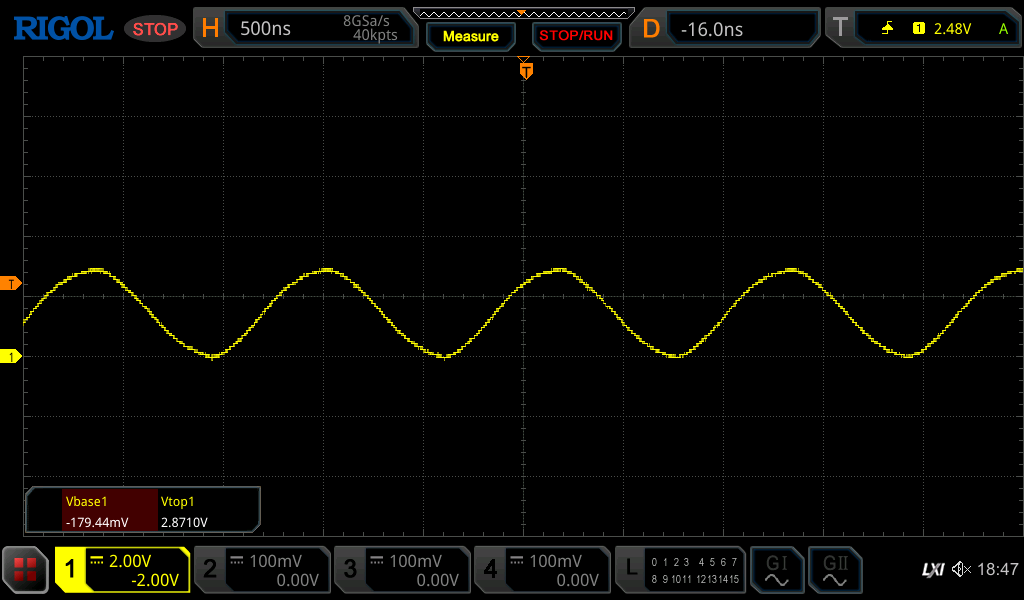 RIGOL STOP H 500ns 8GSa/s 40kpts Measure STOP/RUN D -16.0ns T 1 2.48V A
T
T
1
Vbase1 Vtop1
-179.44mV 2.8710V
1 2.00V -2.00V 2 100mV 0.00V 3 100mV 0.00V 4 100mV 0.00V L 0 1 2 3 4 5 6 7 8 9 10 11 12 13 14 15 GI GII LXI 18:47